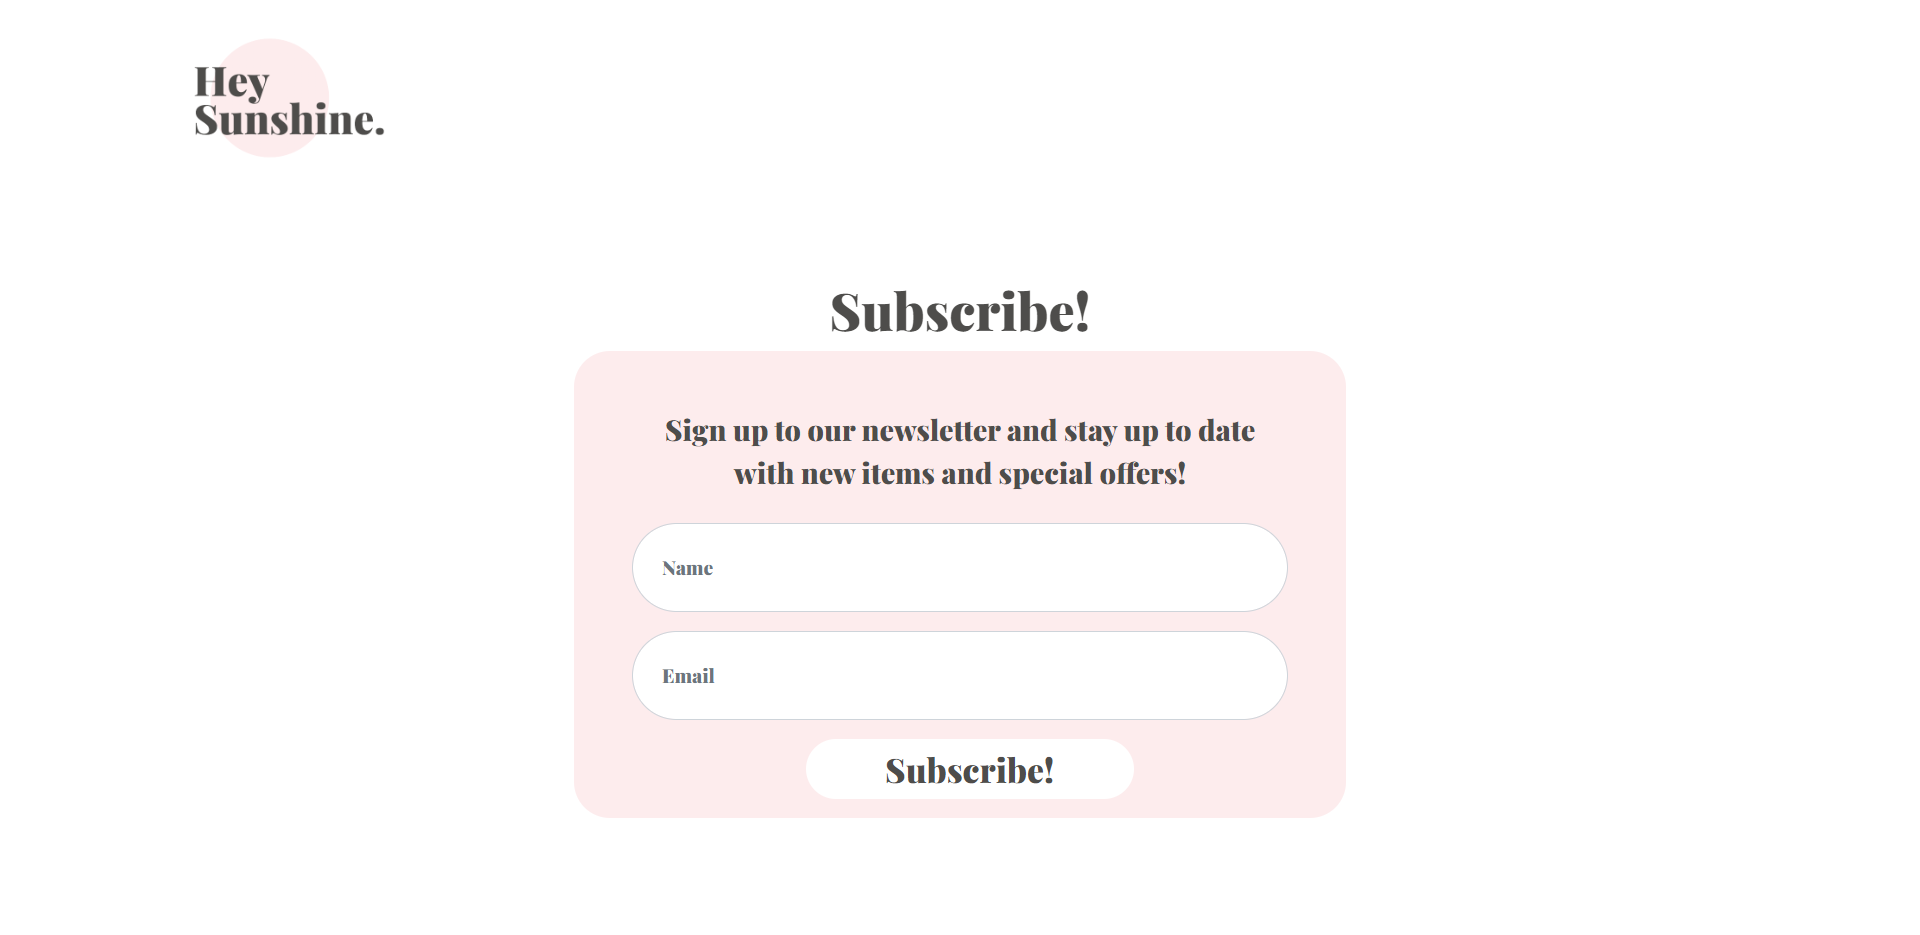 Hey
Sunshine.
Subscribe!
Sign up to our newsletter and stay up to date
with new items and special offers!
Name
Email
Subscribe!